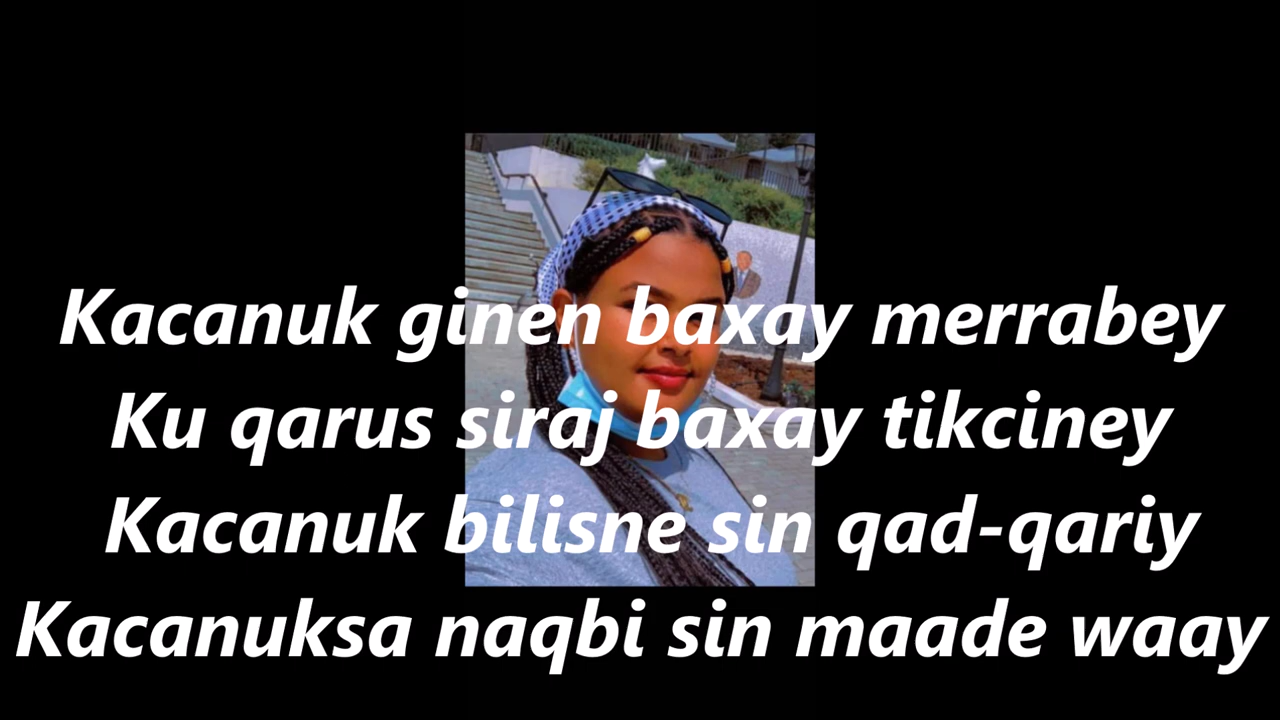 Kacanuk ginen baxay merrabey
Ku qarus siraj baxay tikciney
Kacanuk bilisne sin qad-qariy
Kacanuksa naqbi sin maade waay